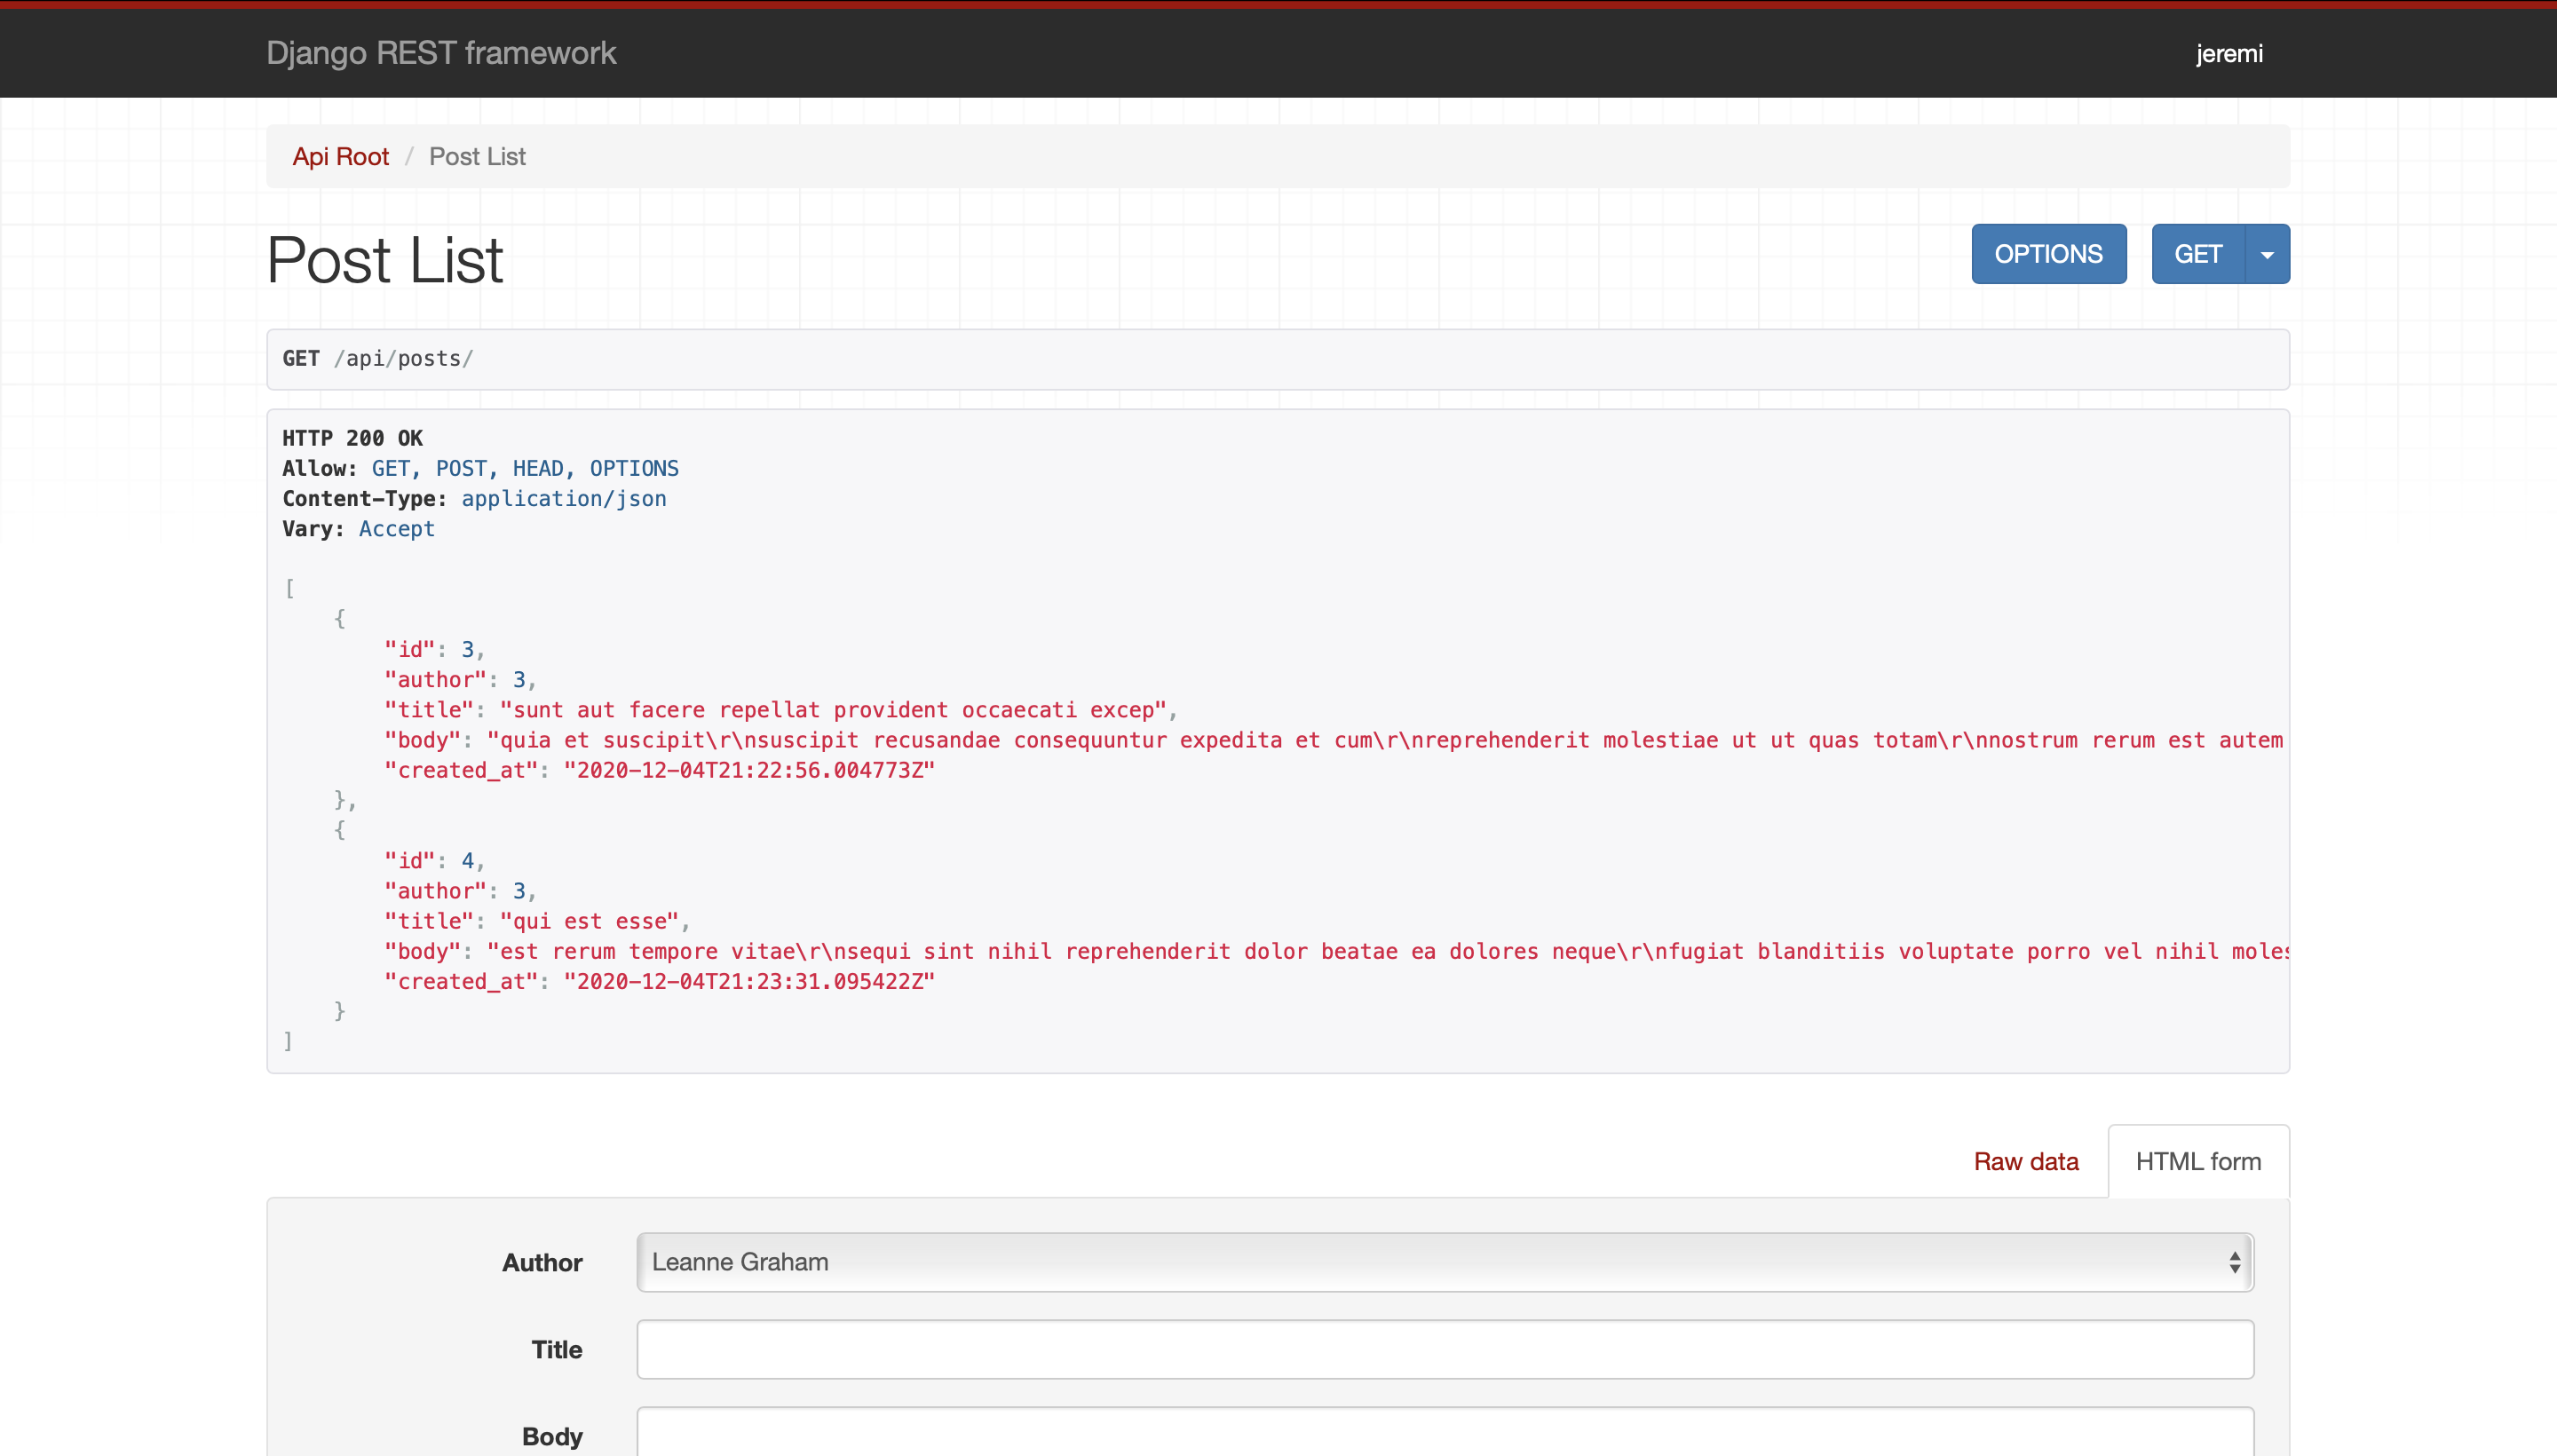 Django REST framework
jeremi
Api Root / Post List
Post List
OPTIONS
GET
GET /api/posts/
HTTP 200 OK
Allow: GET, POST, HEAD, OPTIONS
Content-Type: application/json
Vary: Accept
[
    {
        "id": 3,
        "author": 3,
        "title": "sunt aut facere repellat provident occaecati excep",
        "body": "quia et suscipit\r\nsuscipit recusandae consequuntur expedita et cum\r\nreprehenderit molestiae ut ut quas totam\r\nnostrum rerum est autem
        "created_at": "2020-12-04T21:22:56.004773Z"
    },
    {
        "id": 4,
        "author": 3,
        "title": "qui est esse",
        "body": "est rerum tempore vitae\r\nsequi sint nihil reprehenderit dolor beatae ea dolores neque\r\nfugiat blanditiis voluptate porro vel nihil moles
        "created_at": "2020-12-04T21:23:31.095422Z"
    }
]
Raw data
HTML form
Author
Leanne Graham
Title
Body